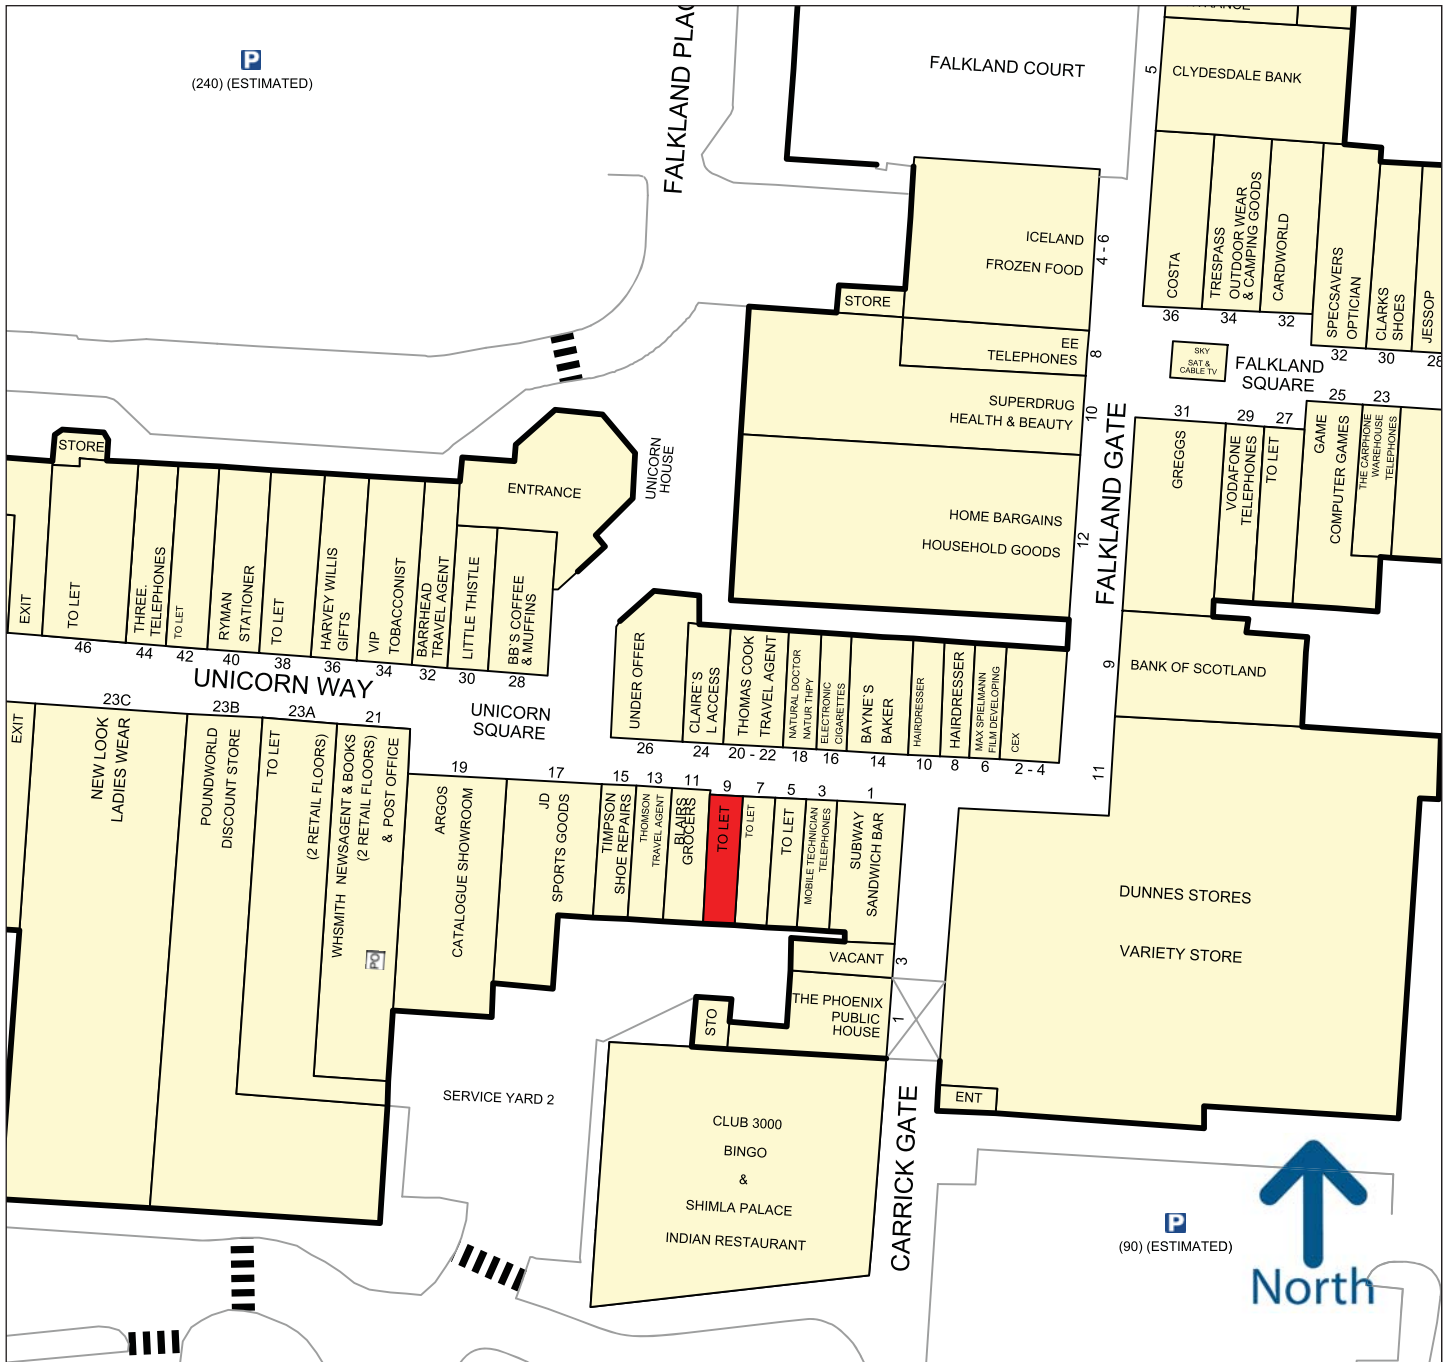 P
(240) (ESTIMATED)
FALKLAND COURT
5
CLYDESDALE BANK
ICELAND
FROZEN FOOD
4 - 6
STORE
EE
TELEPHONES
8
SUPERDRUG
HEALTH & BEAUTY
10
HOME BARGAINS
HOUSEHOLD GOODS
12
FALKLAND GATE
COSTA
36
TRESPASS
OUTDOOR WEAR
& CAMPING GOODS
34
CARDWORLD
32
SPECSAVERS
OPTICIAN
32
CLARKS
SHOES
30
JESSOP
28
SKY
SAT &
CABLE TV
FALKLAND
SQUARE
31
GREGGS
29
VODAFONE
TELEPHONES
27
TO LET
25
GAME
COMPUTER GAMES
23
THE CARPHONE
WAREHOUSE
TELEPHONES
9
BANK OF SCOTLAND
11
DUNNES STORES
VARIETY STORE
ENT
STORE
EXIT
TO LET
46
THREE.
TELEPHONES
44
TO LET
42
RYMAN
STATIONER
40
TO LET
38
HARVEY WILLIS
GIFTS
36
VIP
TOBACCONIST
34
BARRHEAD
TRAVEL AGENT
32
LITTLE THISTLE
30
BB'S COFFEE
& MUFFINS
28
ENTRANCE
UNICORN
HOUSE
UNICORN WAY
UNICORN
SQUARE
UNDER OFFER
26
CLAIRE'S
L ACCESS
24
THOMAS COOK
TRAVEL AGENT
20 - 22
NATURAL DOCTOR
NATUR THPY
18
ELECTRONIC
CIGARETTES
16
BAYNE'S
BAKER
14
HAIRDRESSER
10
HAIRDRESSER
8
MAX SPIELMANN
FILM DEVELOPING
6
CEX
2 - 4
EXIT
23C
NEW LOOK
LADIES WEAR
23B
POUNDWORLD
DISCOUNT STORE
23A
TO LET
(2 RETAIL FLOORS)
21
WHSMITH NEWSAGENT & BOOKS
(2 RETAIL FLOORS)
& POST OFFICE
PO
19
ARGOS
CATALOGUE SHOWROOM
17
JD
SPORTS GOODS
15
TIMPSON
SHOE REPAIRS
13
THOMSON
TRAVEL AGENT
11
BLAIRS
GROCERS
9
TO LET
7
TO LET
5
TO LET
3
MOBILE TECHNICIAN
TELEPHONES
1
SUBWAY
SANDWICH BAR
VACANT
3
THE PHOENIX
PUBLIC
HOUSE
1
STO
SERVICE YARD 2
CLUB 3000
BINGO
&
SHIMLA PALACE
INDIAN RESTAURANT
CARRICK GATE
P
(90) (ESTIMATED)
North